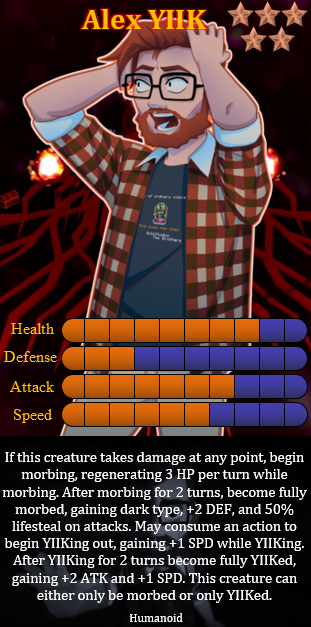 Alex YIIK
Health
Defense
Attack
Speed
If this creature takes damage at any point, begin
morbing, regenerating 3 HP per turn while
morbing. After morbing for 2 turns, become fully
morbed, gaining dark type, +2 DEF, and 50%
lifesteal on attacks. May consume an action to
begin YIIKing out, gaining +1 SPD while YIIKing.
After YIIKing for 2 turns become fully YIIKed,
gaining +2 ATK and +1 SPD. This creature can
either only be morbed or only YIIKed.
Humanoid